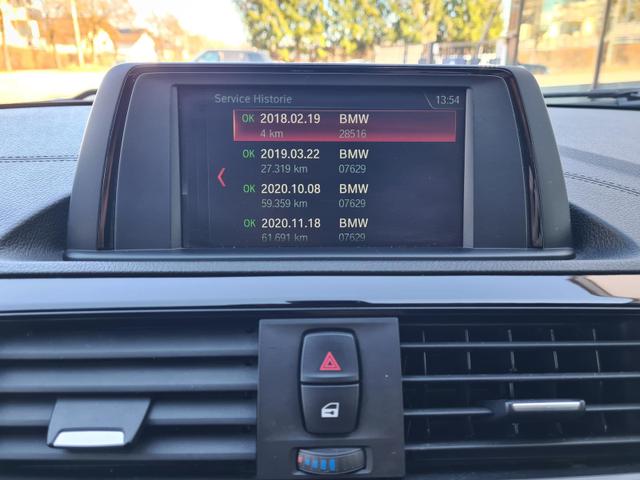 Service Historie 13:54
OK 2018.02.19 BMW
4 km 28516
OK 2019.03.22 BMW
27.319 km 07629
OK 2020.10.08 BMW
59.359 km 07629
OK 2020.11.18 BMW
61.691 km 07629